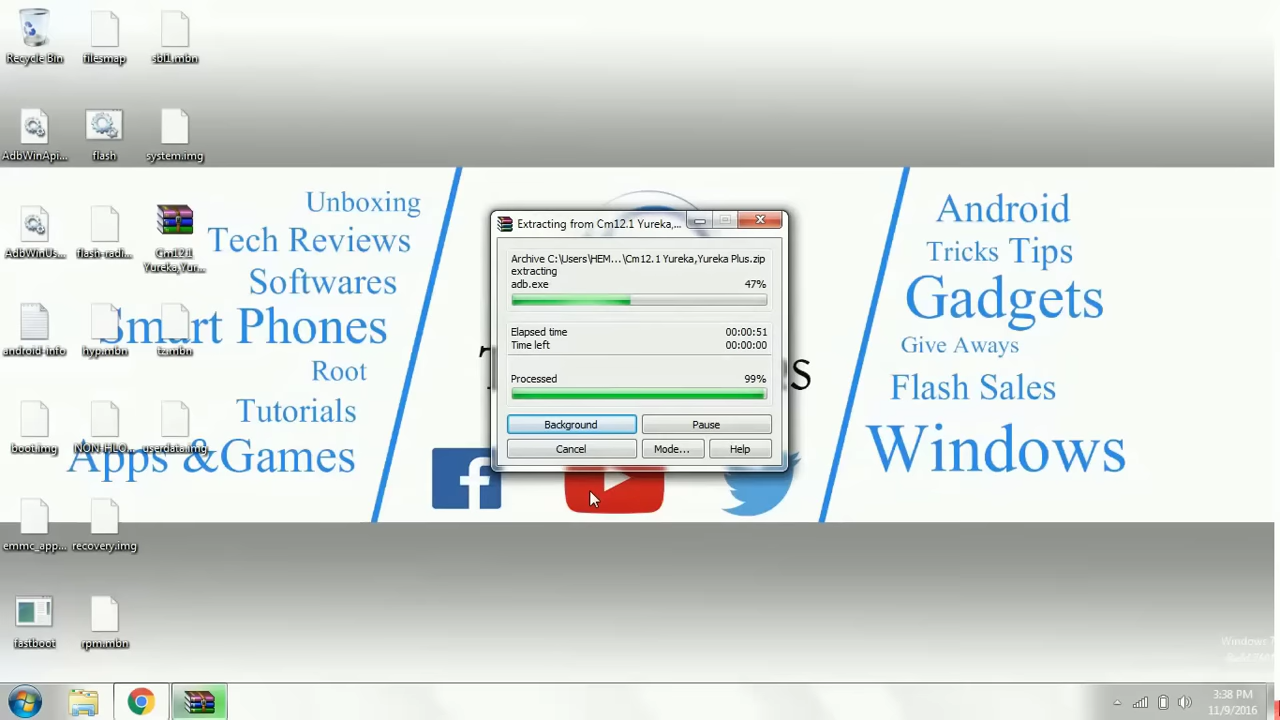 Recycle Bin
filesmap
sbl1.mbn
AdbWinApi...
flash
system.img
AdbWinUs...
flash-radi...
Cm12.1
Yureka,Yur...
android-info
hyp.mbn
tz.mbn
boot.img
NON-HLO...
userdata.img
emmc_app...
recovery.img
fastboot
rpm.mbn
Unboxing
Tech Reviews
Softwares
Smart Phones
Root
Tutorials
Apps &Games
Extracting from Cm12.1 Yureka,...
Archive C:\Users\HEM...\Cm12.1 Yureka,Yureka Plus.zip
extracting
adb.exe 47%
Elapsed time 00:00:51
Time left 00:00:00
Processed 99%
Background Pause
Cancel Mode... Help
Android
Tricks Tips
Gadgets
Give Aways
Flash Sales
Windows
3:38 PM
11/9/2016